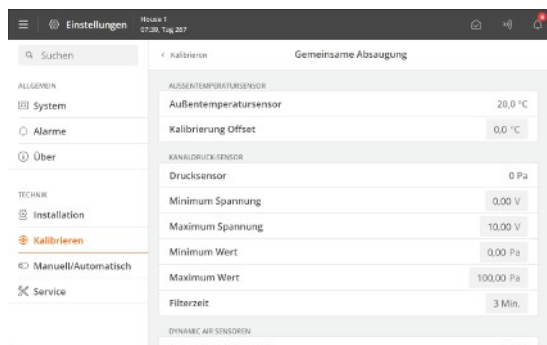 Einstellungen
House 1
07:39, Tag 287
Suchen
ALLGEMEIN
System
Alarme
Über
TECHNIK
Installation
Kalibrieren
Manuell/Automatisch
Service
< Kalibrieren
Gemeinsame Absaugung
AUSSENTEMPERATURSENSOR
Außentemperatursensor 20,0 °C
Kalibrierung Offset 0,0 °C
KANALDRUCK-SENSOR
Drucksensor 0 Pa
Minimum Spannung 0,00 V
Maximum Spannung 10,00 V
Minimum Wert 0,00 Pa
Maximum Wert 100,00 Pa
Filterzeit 3 Min.
DYNAMIC AIR SENSOREN